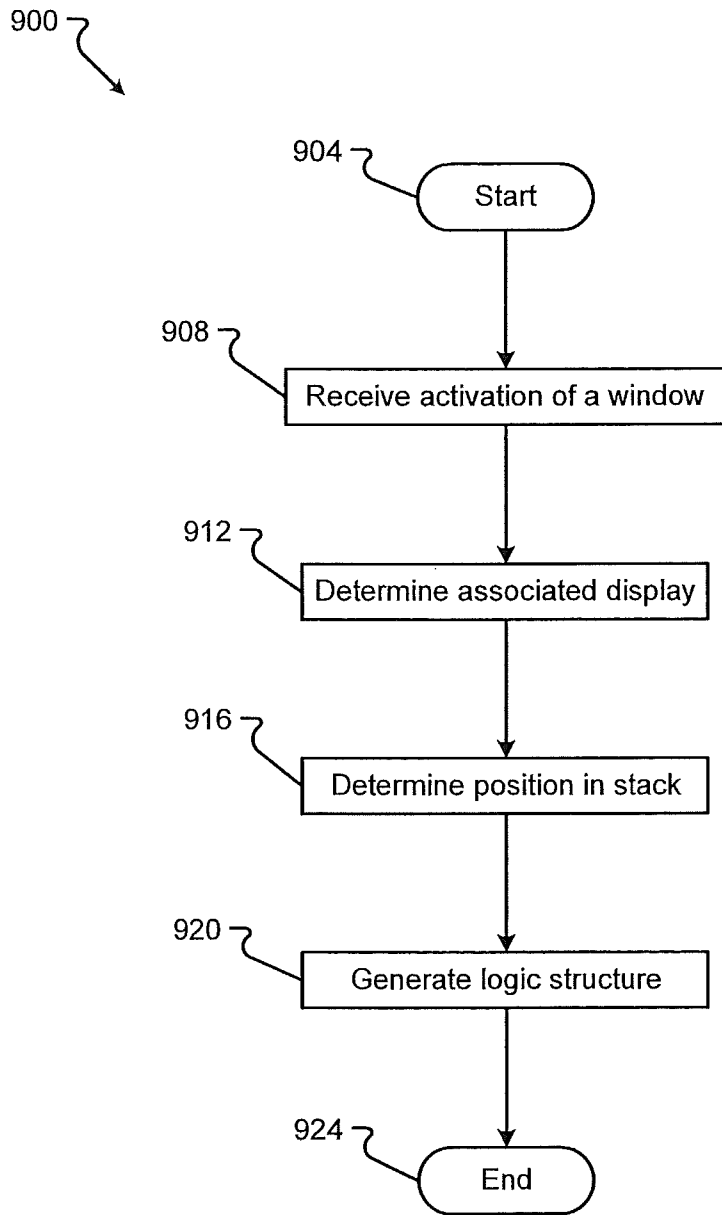 900
904
Start
908
Receive activation of a window
912
Determine associated display
916
Determine position in stack
920
Generate logic structure
924
End